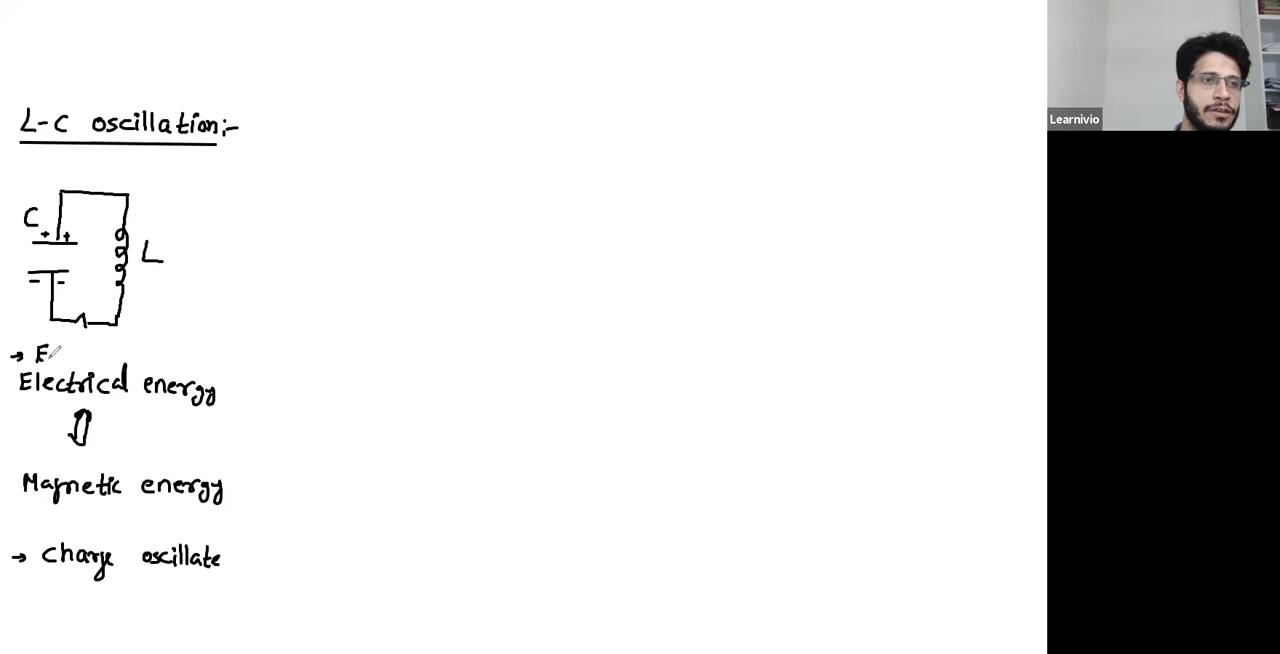 L-C oscillation:-
C
+ +
L
- -
→ E
Electrical energy
Magnetic energy
→ Charge oscillate
Learnivio